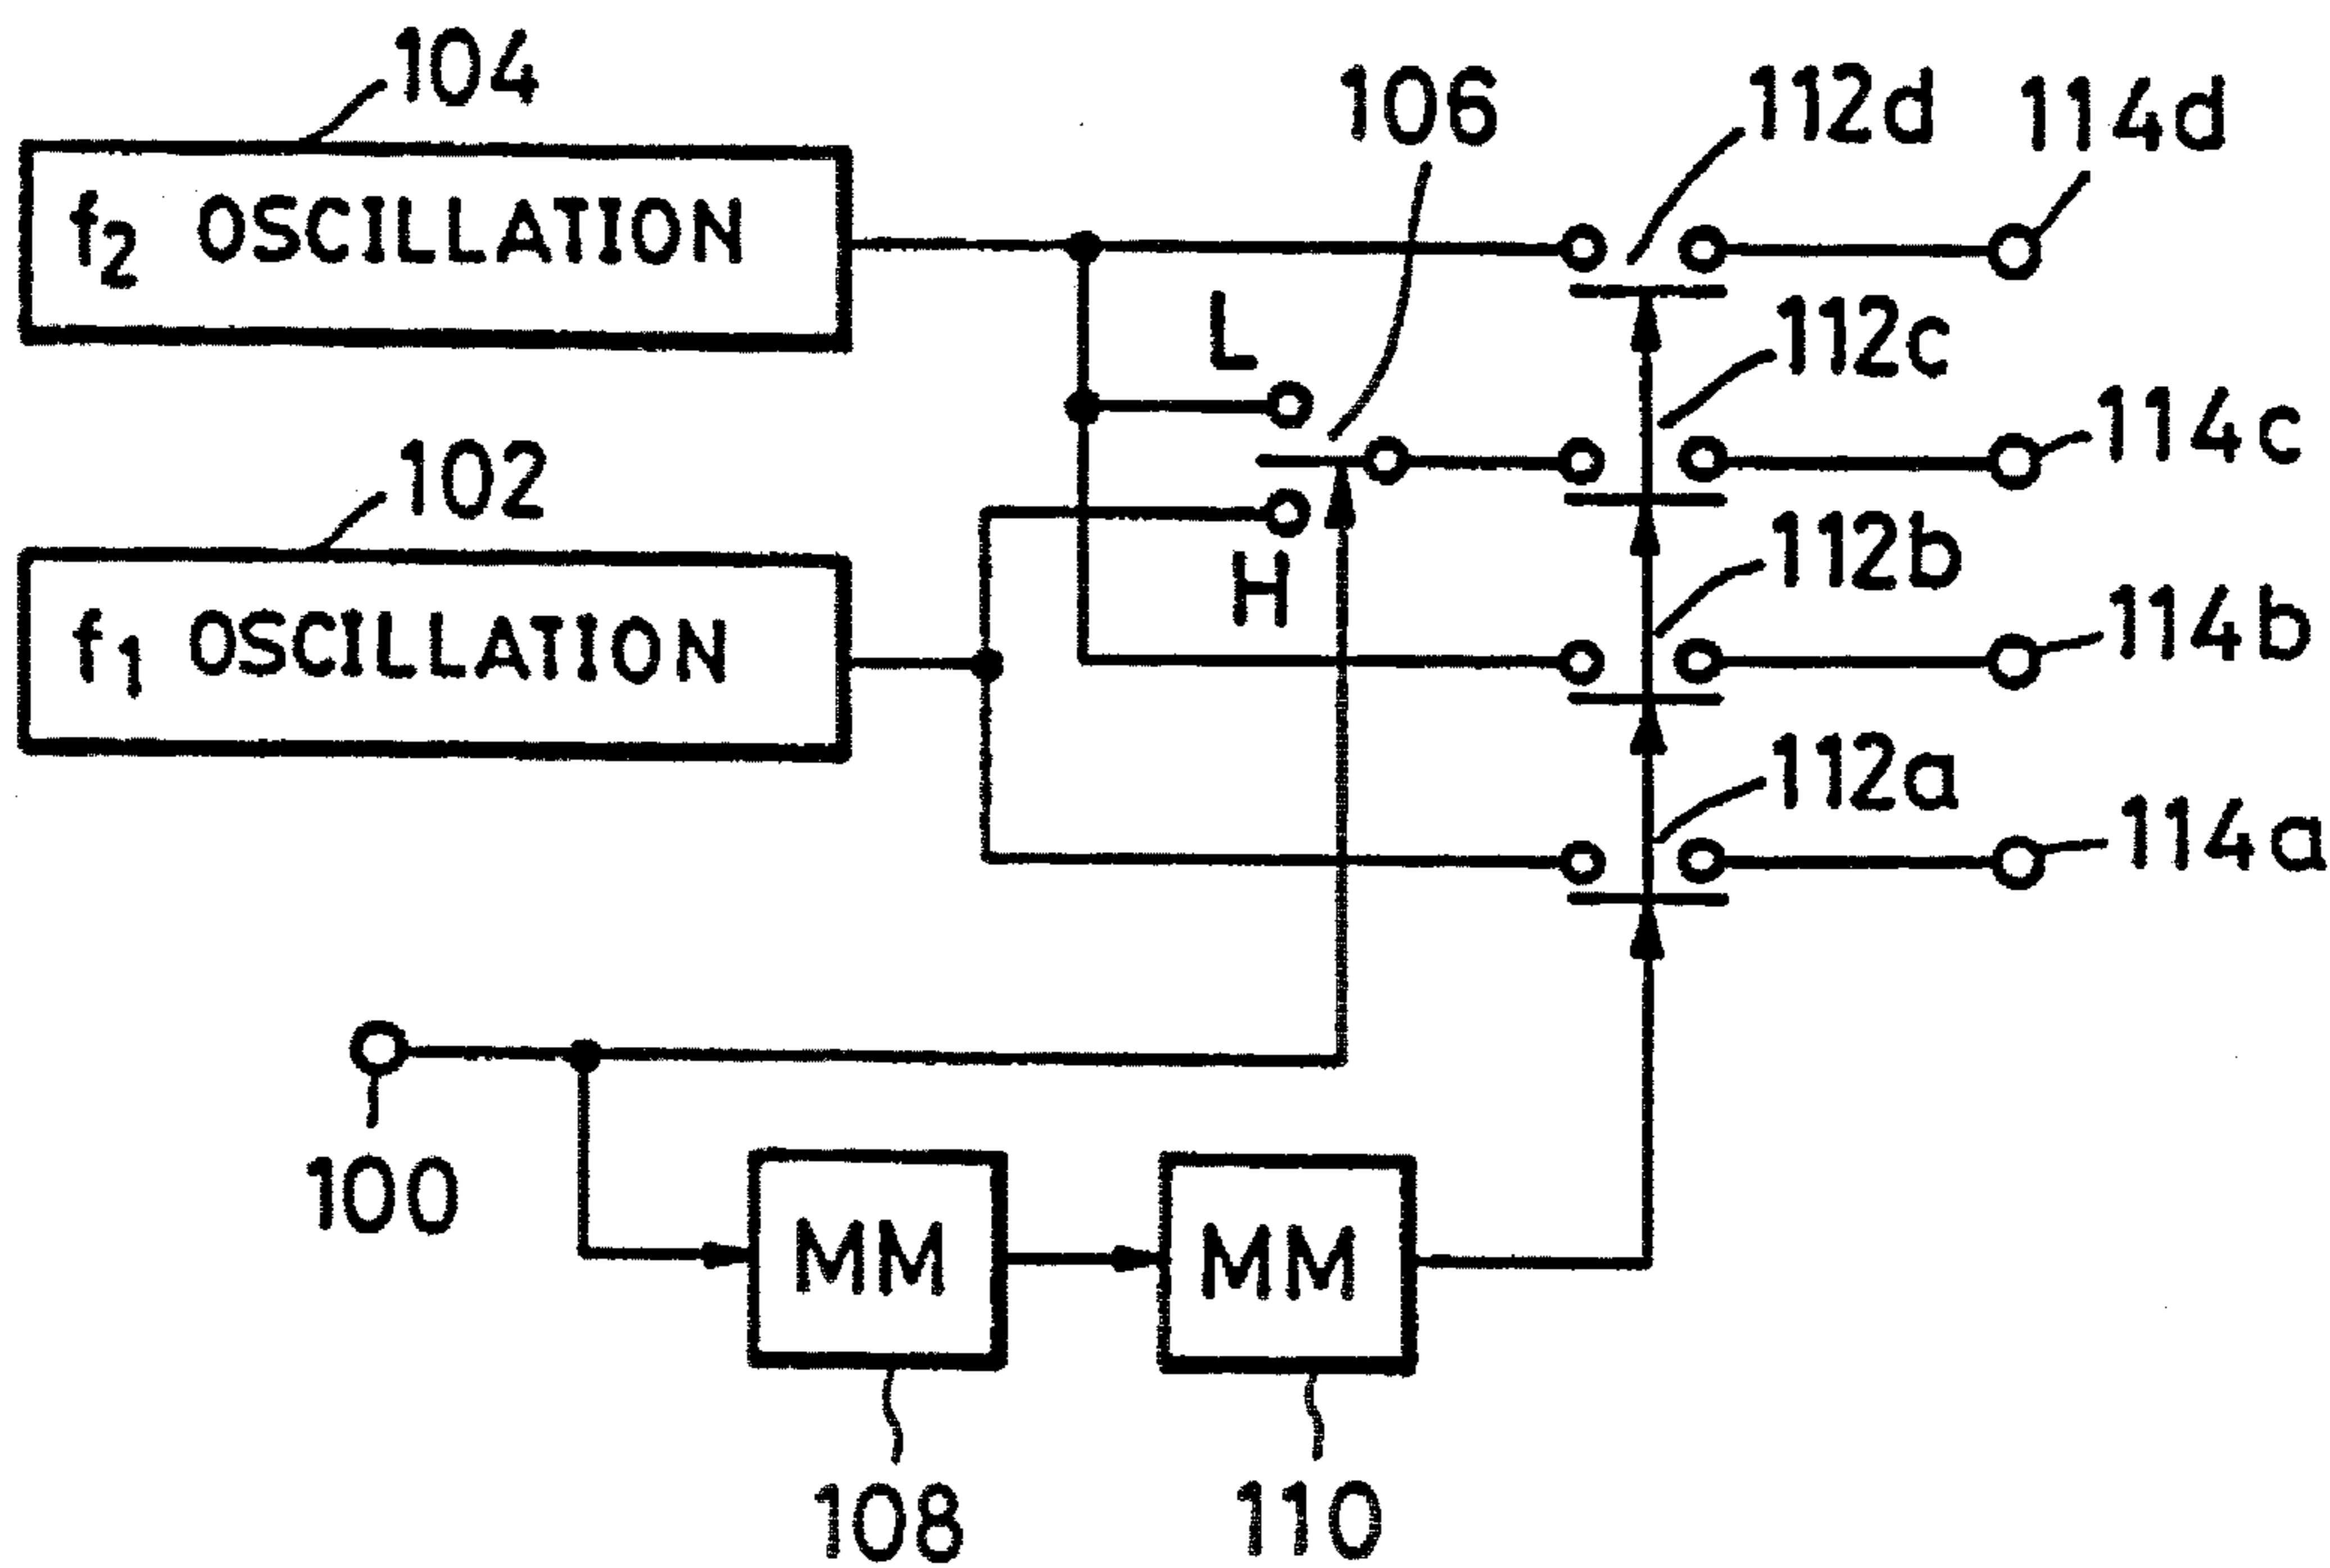 104
106
112d
114d
f2 OSCILLATION
L
112c
114c
102
H
112b
114b
f1 OSCILLATION
112a
114a
100
MM
MM
108
110